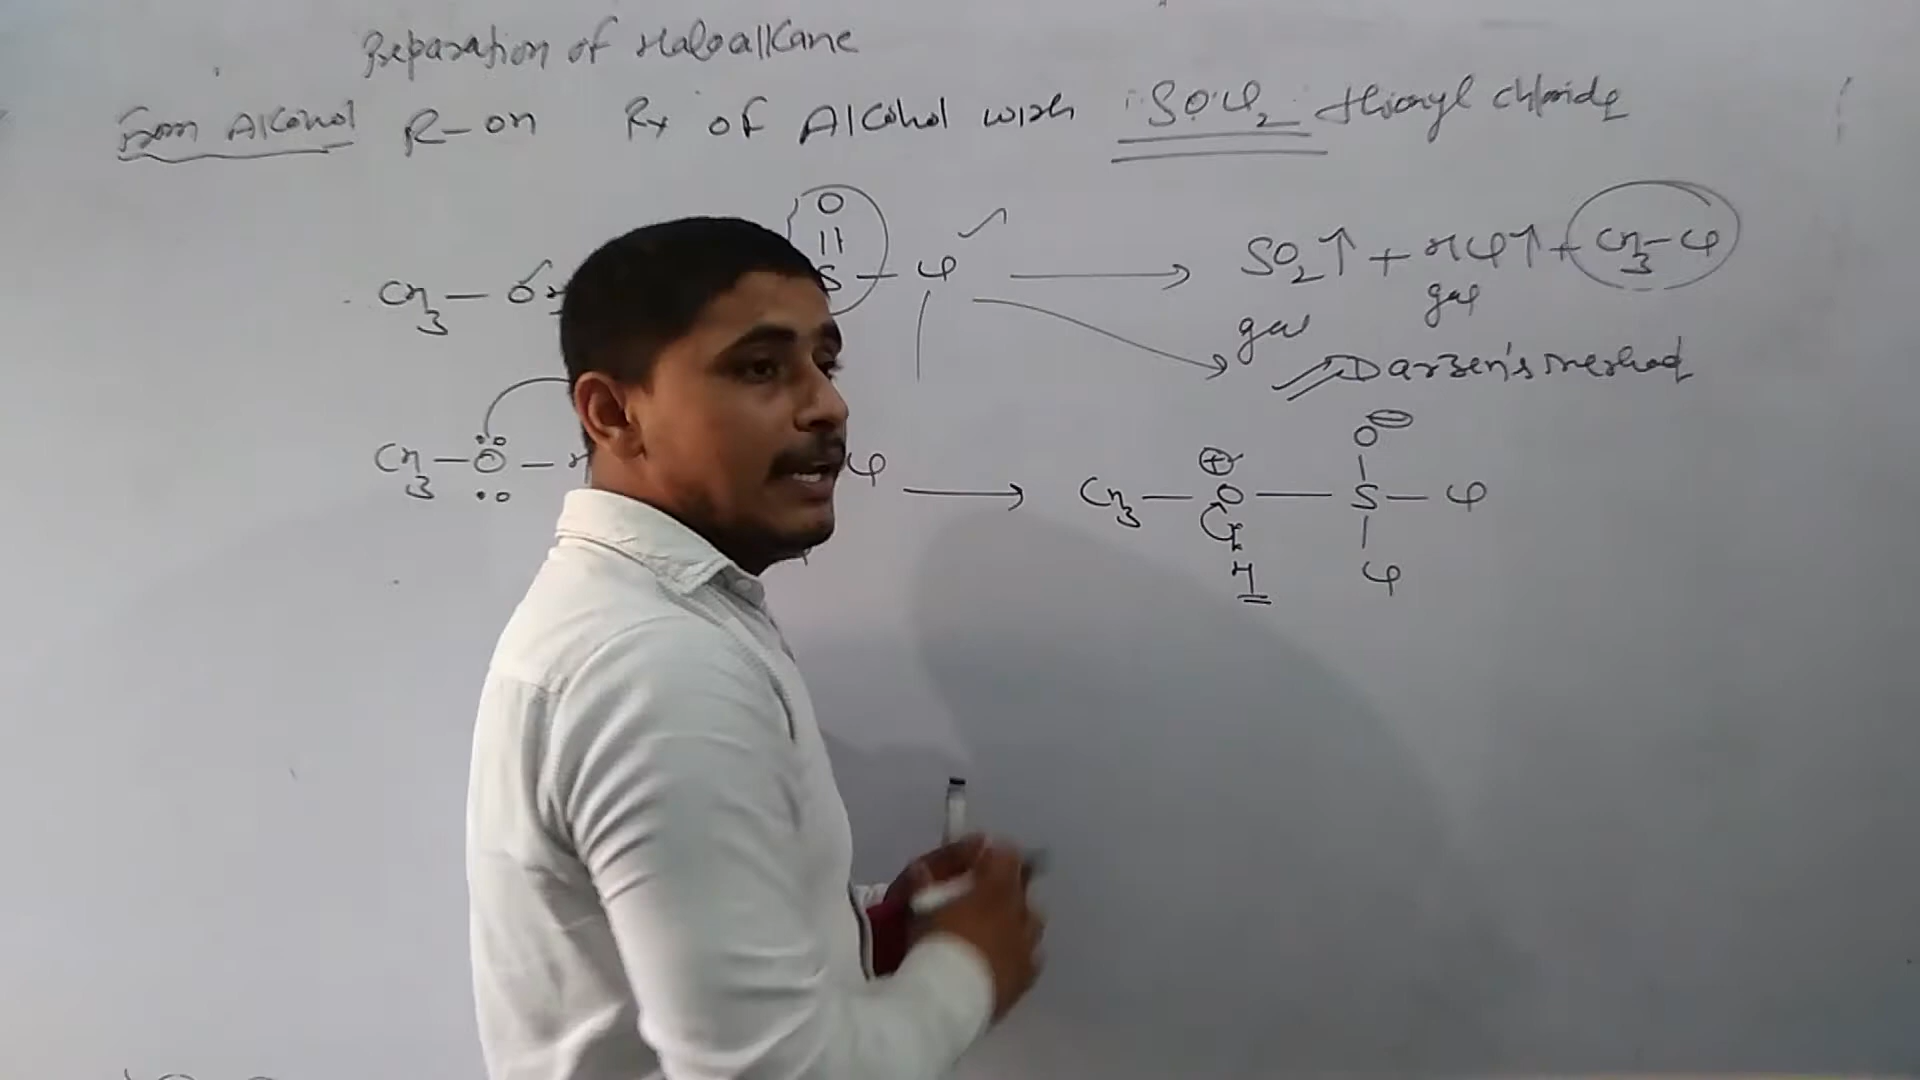 Preparation of Haloalkane
From Alcohol R-OH Rx of Alcohol with SOCl2 thionyl chloride
O
||
CH3 - OH S - Cl → SO2↑ + HCl↑ + CH3-Cl
gas gas
Darzen's method
CH3 - O - H Cl → CH3 - O - S - Cl
⊕ O⊖
H Cl